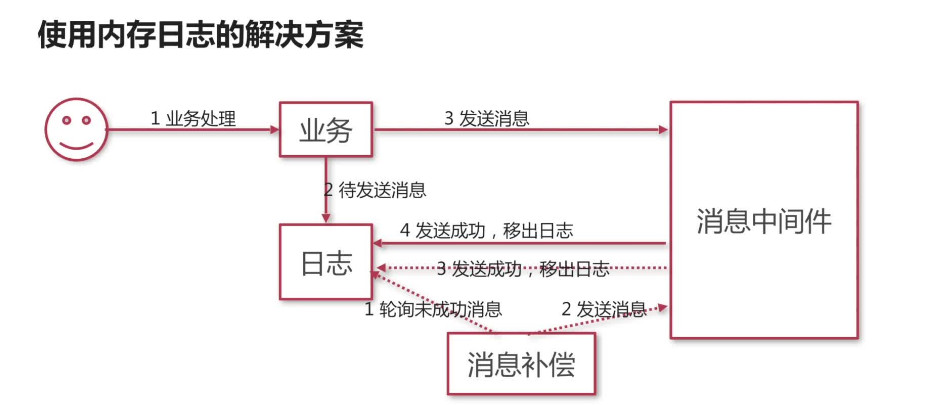 使用内存日志的解决方案
1 业务处理
业务
3 发送消息
2 待发送消息
消息中间件
4 发送成功，移出日志
日志
3 发送成功，移出日志
1 轮询未成功消息
2 发送消息
消息补偿